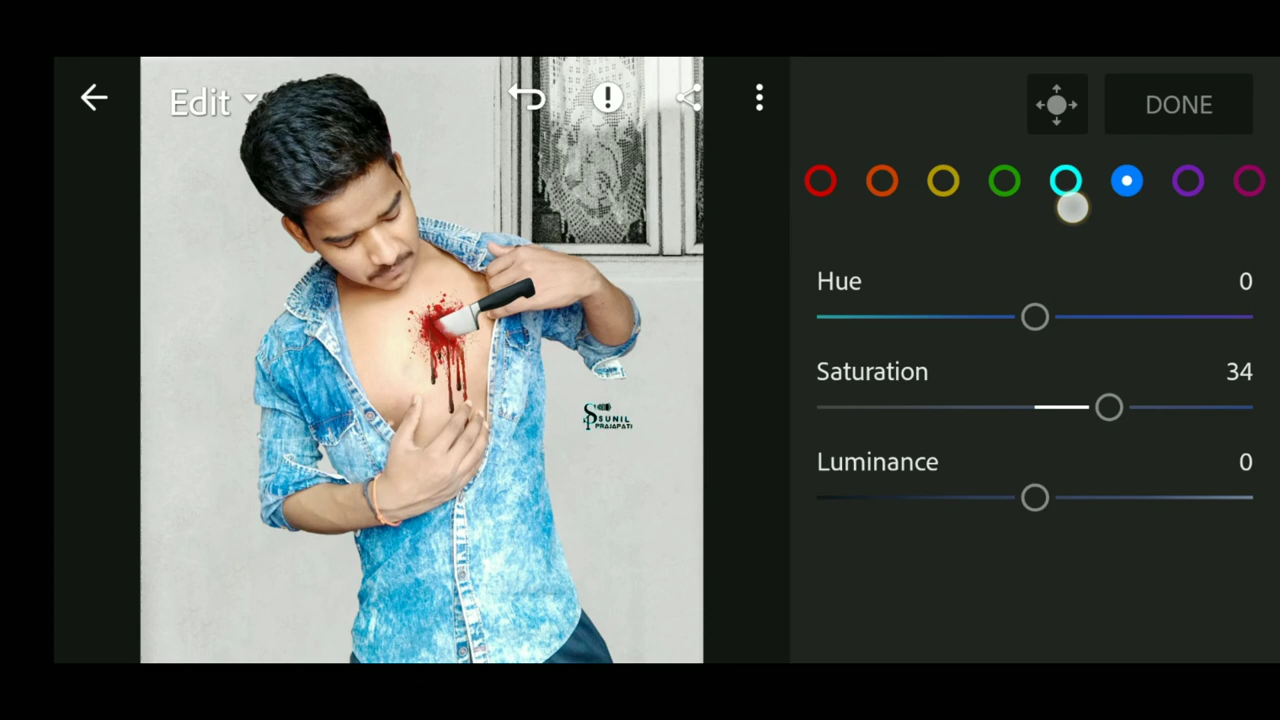 Edit
DONE
Hue 0
Saturation 34
Luminance 0
SUNIL
PRAJAPATI